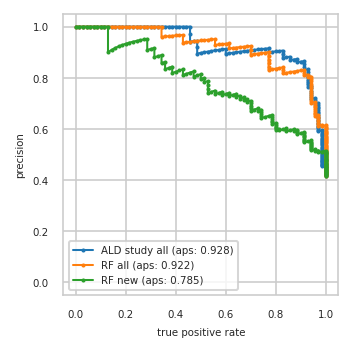 1.0
0.8
0.6
0.4
0.2
0.0
precision
ALD study all (aps: 0.928)
RF all (aps: 0.922)
RF new (aps: 0.785)
0.0 0.2 0.4 0.6 0.8 1.0
true positive rate